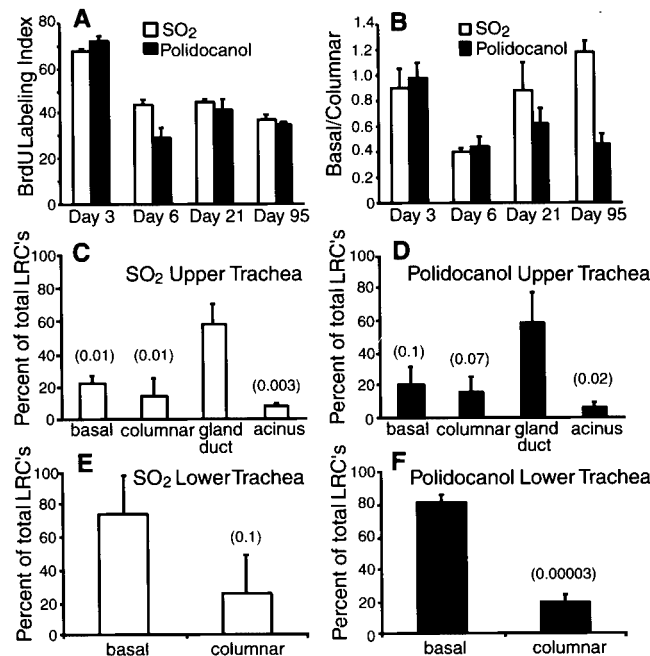 A
SO2
Polidocanol
BrdU Labeling Index
80
60
40
20
0
Day 3 Day 6 Day 21 Day 95
B
SO2
Polidocanol
Basal/Columnar
1.4
1.2
1.0
0.8
0.6
0.4
0.2
0
Day 3 Day 6 Day 21 Day 95
C
SO2 Upper Trachea
Percent of total LRC's
100
80
60
40
20
0
(0.01) (0.01) (0.003)
basal columnar gland acinus
duct
D
Polidocanol Upper Trachea
Percent of total LRC's
100
80
60
40
20
0
(0.1) (0.07) (0.02)
basal columnar gland acinus
duct
E
SO2 Lower Trachea
Percent of total LRC's
100
80
60
40
20
0
(0.1)
basal columnar
F
Polidocanol Lower Trachea
Percent of total LRC's
100
80
60
40
20
0
(0.00003)
basal columnar